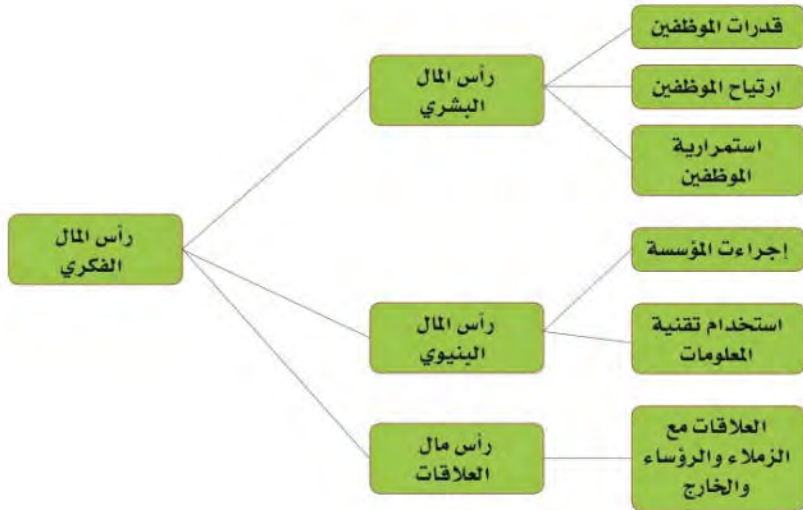 رأس المال
الفكري
رأس المال
البشري
قدرات الموظفين
ارتياح الموظفين
استمرارية
الموظفين
رأس المال
البنيوي
إجراءت المؤسسة
استخدام تقنية
المعلومات
رأس مال
العلاقات
العلاقات مع
الزملاء والرؤساء
والخارج